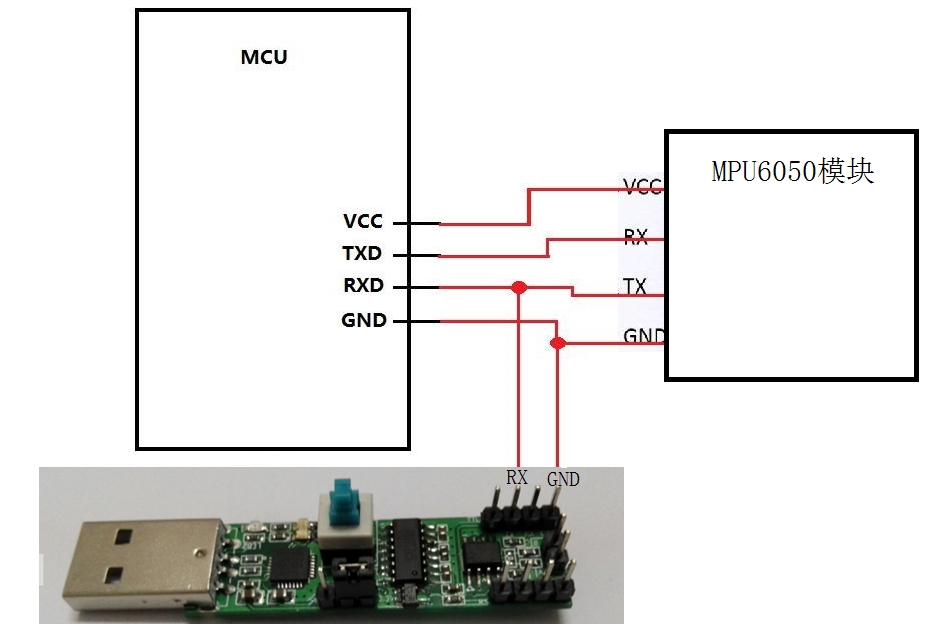 MCU
MPU6050模块
VCC
TXD
RXD
GND
VCC
RX
TX
GND
RX
GND